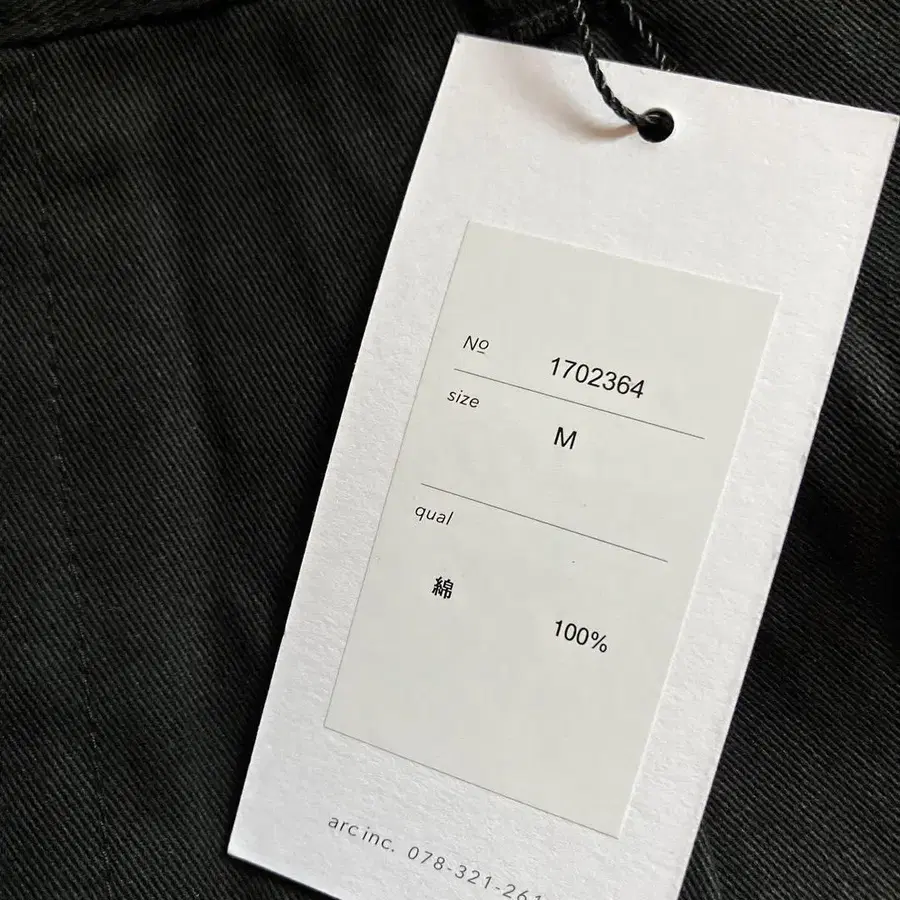 Nº 1702364
size M
qual
綿 100%
arc inc. 078-321-261